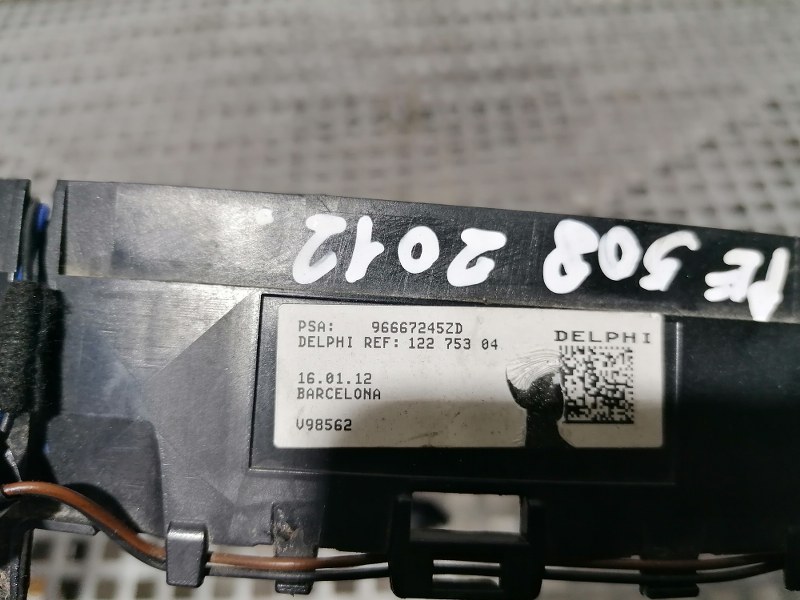 PE 508 2012.
PSA: 96667245ZD
DELPHI
DELPHI REF: 122 753 04
16.01.12
BARCELONA
V98562